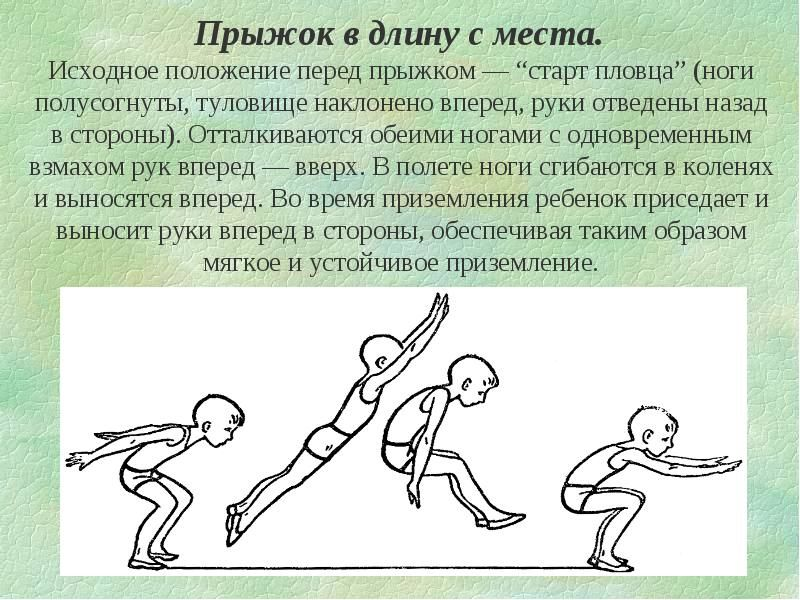 Прыжок в длину с места.
Исходное положение перед прыжком — “старт пловца” (ноги
полусогнуты, туловище наклонено вперед, руки отведены назад
в стороны). Отталкиваются обеими ногами с одновременным
взмахом рук вперед — вверх. В полете ноги сгибаются в коленях
и выносятся вперед. Во время приземления ребенок приседает и
выносит руки вперед в стороны, обеспечивая таким образом
мягкое и устойчивое приземление.